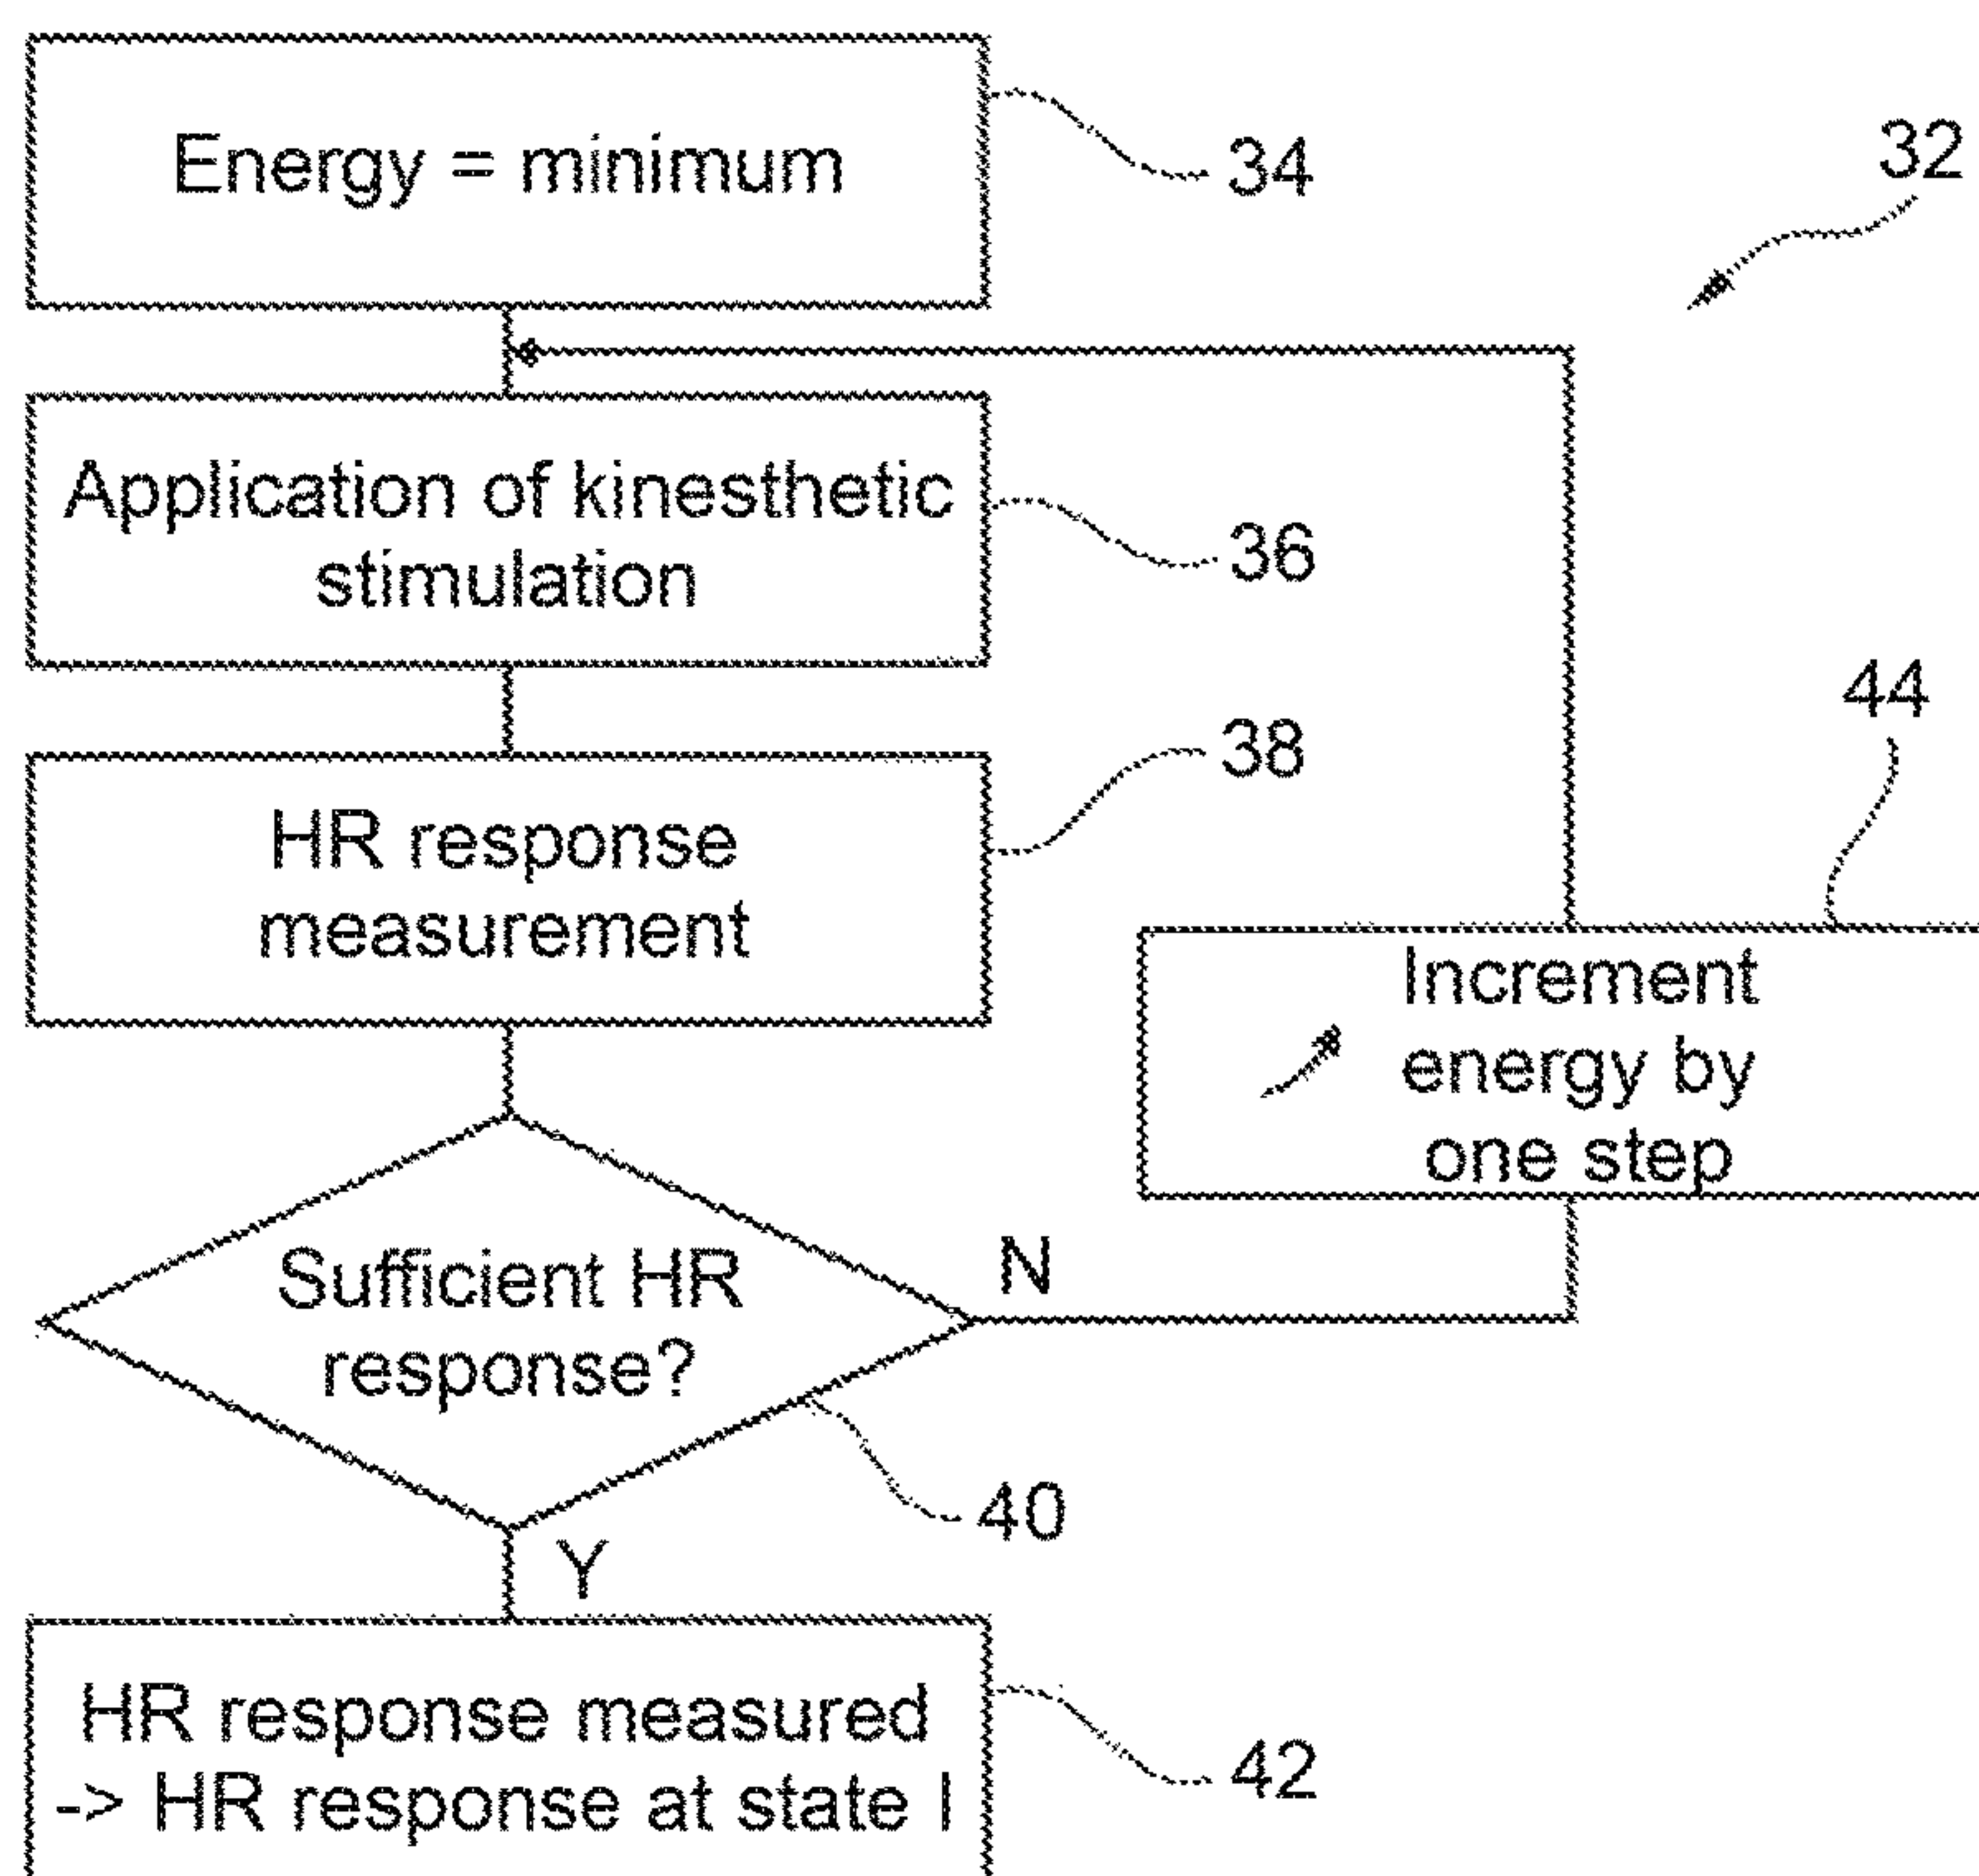 Energy = minimum
34
32
Application of kinesthetic
stimulation
36
38
44
HR response
measurement
Increment
energy by
one step
Sufficient HR
response?
N
40
Y
HR response measured
-> HR response at state I
42